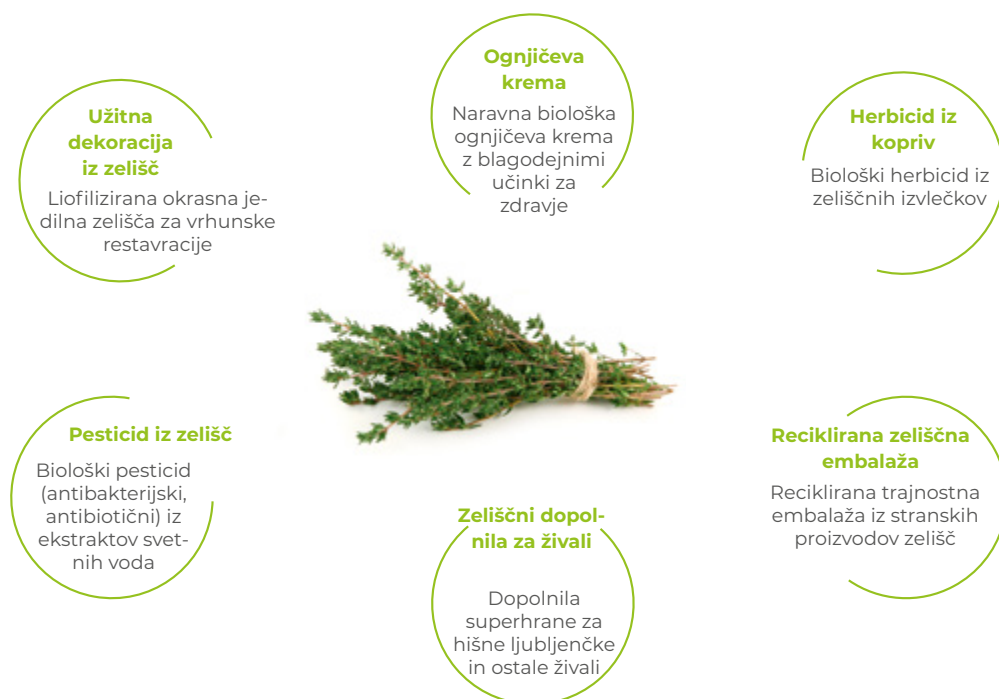 Užitna
dekoracija
iz zelišč
Liofilizirana okrasna je-
dilna zelišča za vrhunske
restavracije
Ognjičeva
krema
Naravna biološka
ognjičeva krema
z blagodejnimi
učinki za
zdravje
Herbicid iz
kopriv
Biološki herbicid iz
zeliščnih izvlečkov
Pesticid iz zelišč
Biološki pesticid
(antibakterijski,
antibiotični) iz
ekstraktov svet-
nih voda
Zeliščni dopol-
nila za živali
Dopolnila
superhrane za
hišne ljubljenčke
in ostale živali
Reciklirana zeliščna
embalaža
Reciklirana trajnostna
embalaža iz stranskih
proizvodov zelišč